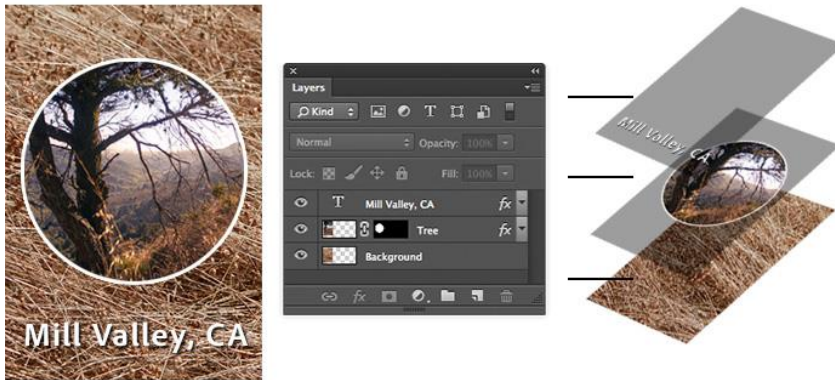 Mill Valley, CA
Layers
Kind
T
Normal
Opacity: 100%
Lock:
Fill: 100%
T Mill Valley, CA fx
Tree fx
Background
fx
Mill Valley, CA